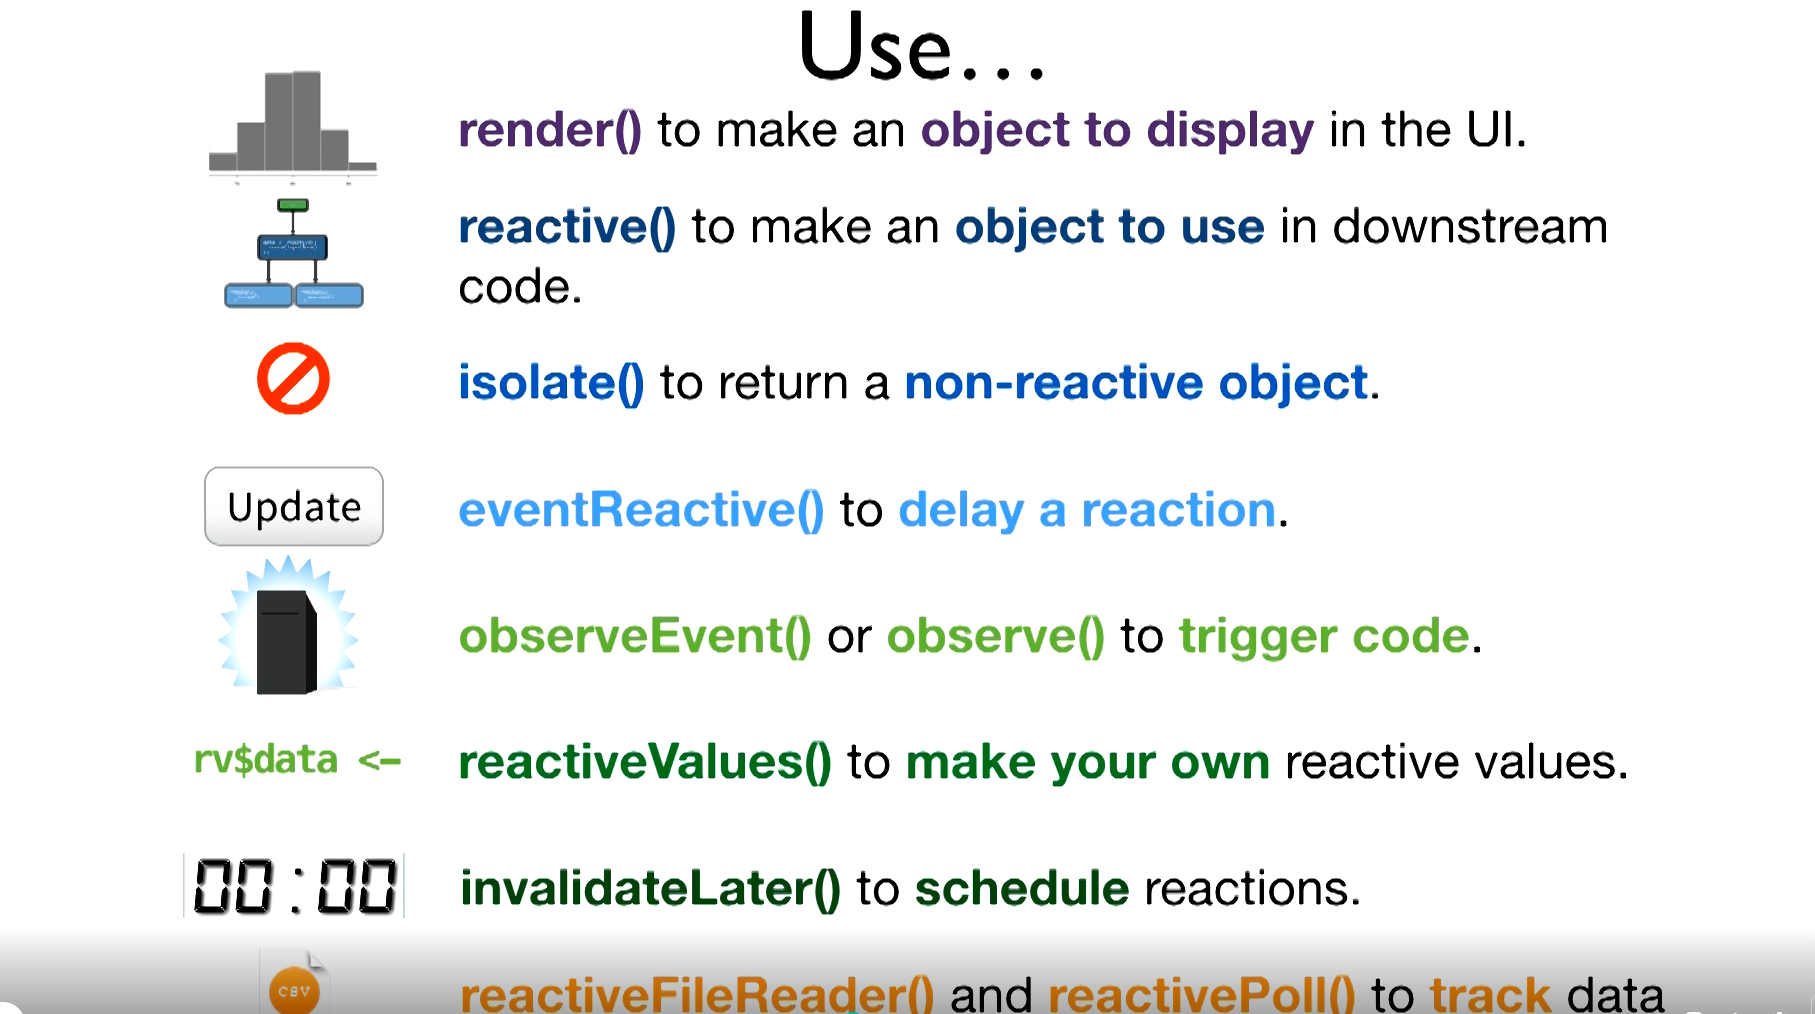 Use...
render() to make an object to display in the UI.
reactive() to make an object to use in downstream
code.
isolate() to return a non-reactive object.
Update
eventReactive() to delay a reaction.
observeEvent() or observe() to trigger code.
rv$data <-
reactiveValues() to make your own reactive values.
00:00
invalidateLater() to schedule reactions.
CSV
reactiveFileReader() and reactivePoll() to track data